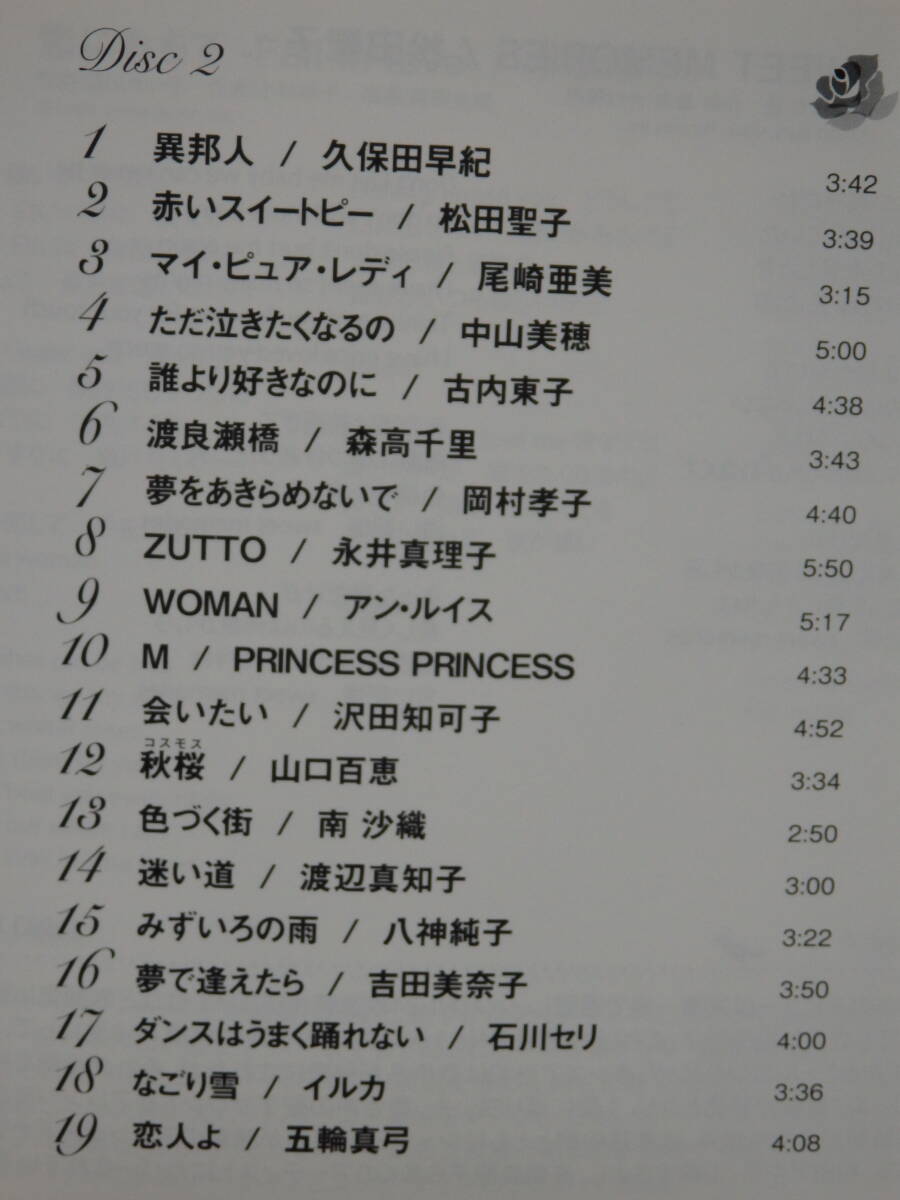 Disc 2
1 異邦人 / 久保田早紀 3:42
2 赤いスイートピー / 松田聖子 3:39
3 マイ・ピュア・レディ / 尾崎亜美 3:15
4 ただ泣きたくなるの / 中山美穂 5:00
5 誰より好きなのに / 古内東子 4:38
6 渡良瀬橋 / 森高千里 3:43
7 夢をあきらめないで / 岡村孝子 4:40
8 ZUTTO / 永井真理子 5:50
9 WOMAN / アン・ルイス 5:17
10 M / PRINCESS PRINCESS 4:33
11 会いたい / 沢田知可子 4:52
コスモス
12 秋桜 / 山口百恵 3:34
13 色づく街 / 南 沙織 2:50
14 迷い道 / 渡辺真知子 3:00
15 みずいろの雨 / 八神純子 3:22
16 夢で逢えたら / 吉田美奈子 3:50
17 ダンスはうまく踊れない / 石川セリ 4:00
18 なごり雪 / イルカ 3:36
19 恋人よ / 五輪真弓 4:08